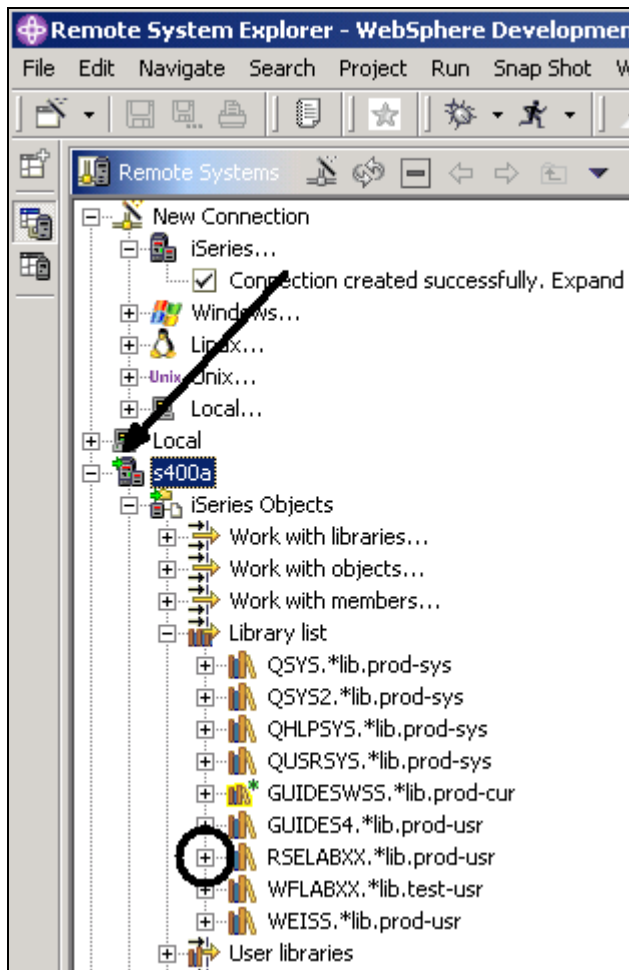 Remote System Explorer - WebSphere Developmen
File Edit Navigate Search Project Run Snap Shot W
Remote Systems
New Connection
iSeries...
Connection created successfully. Expand
Windows...
Linux...
Unix Unix...
Local...
Local
s400a
iSeries Objects
Work with libraries...
Work with objects...
Work with members...
Library list
QSYS.*lib.prod-sys
QSYS2.*lib.prod-sys
QHLPSYS.*lib.prod-sys
QUSRSYS.*lib.prod-sys
GUIDESWSS.*lib.prod-cur
GUIDES4.*lib.prod-usr
RSELABXX.*lib.prod-usr
WFLABXX.*lib.test-usr
WEISS.*lib.prod-usr
User libraries